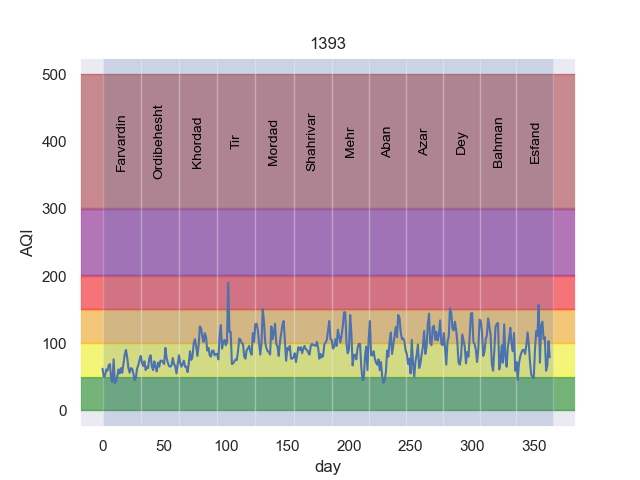 1393
500
400
300
200
100
0
AQI
Farvardin
Ordibehesht
Khordad
Tir
Mordad
Shahrivar
Mehr
Aban
Azar
Dey
Bahman
Esfand
0 50 100 150 200 250 300 350
day